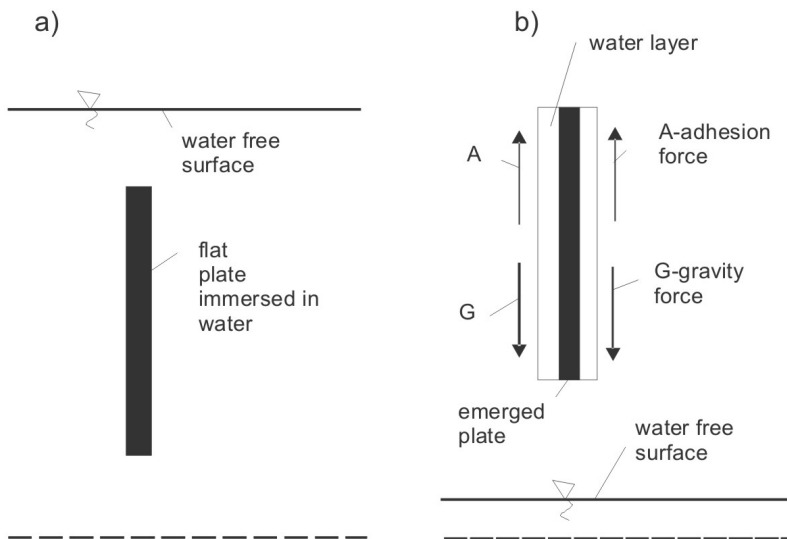 a)
water free
surface
flat
plate
immersed in
water
b)
water layer
A
A-adhesion
force
G
G-gravity
force
emerged
plate
water free
surface